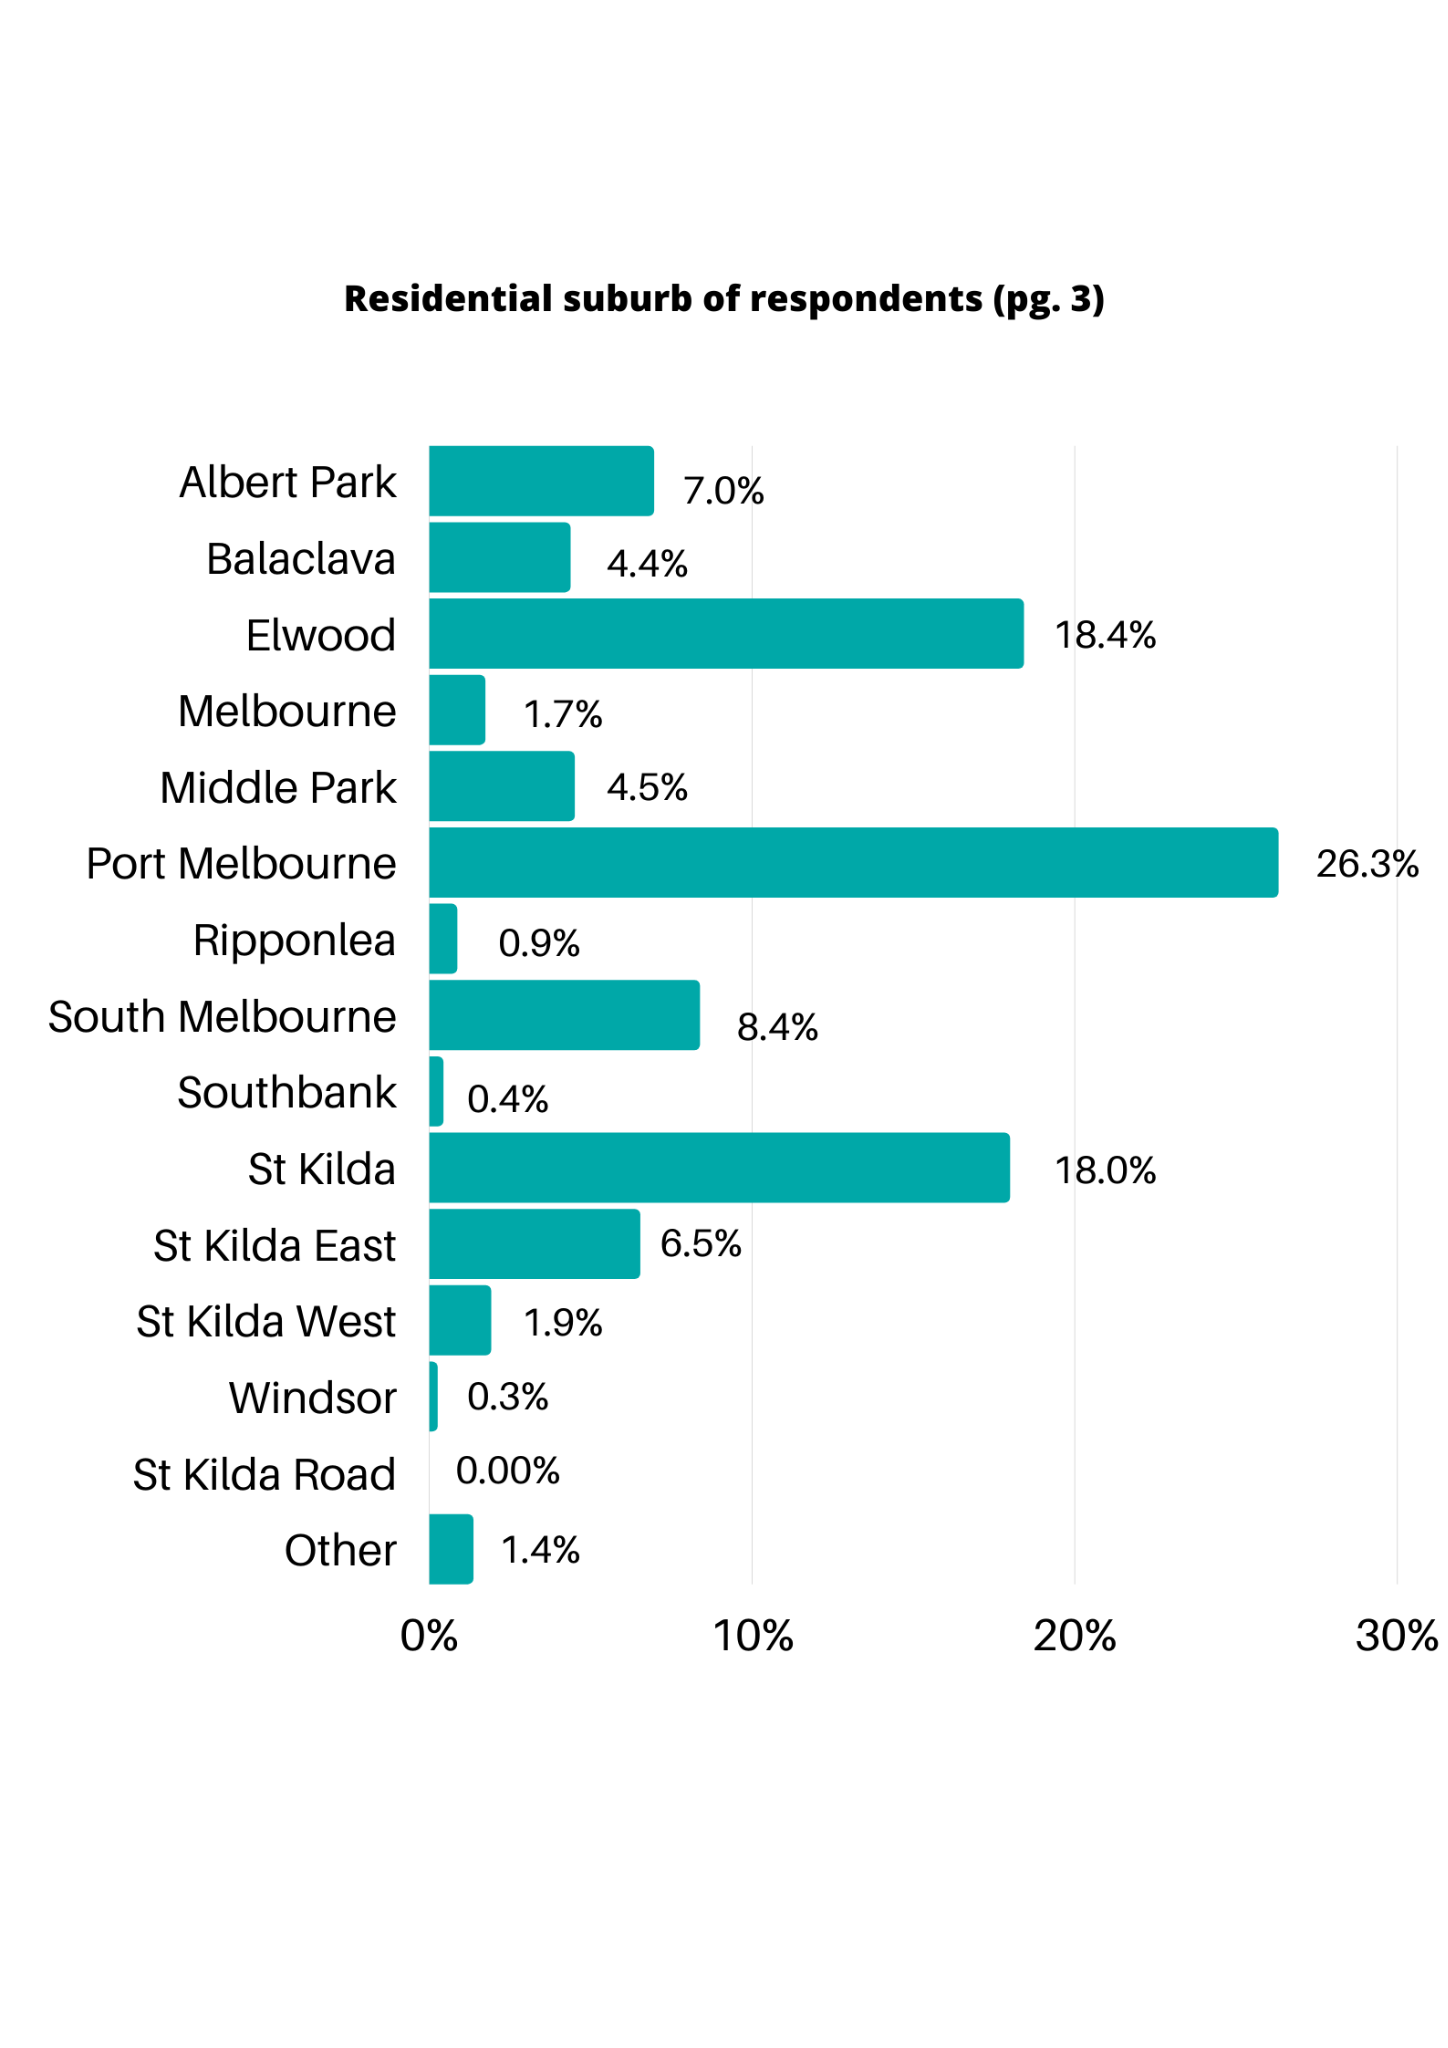 Residential suburb of respondents (pg. 3)
Albert Park 7.0%
Balaclava 4.4%
Elwood 18.4%
Melbourne 1.7%
Middle Park 4.5%
Port Melbourne 26.3%
Ripponlea 0.9%
South Melbourne 8.4%
Southbank 0.4%
St Kilda 18.0%
St Kilda East 6.5%
St Kilda West 1.9%
Windsor 0.3%
St Kilda Road 0.00%
Other 1.4%
0% 10% 20% 30%